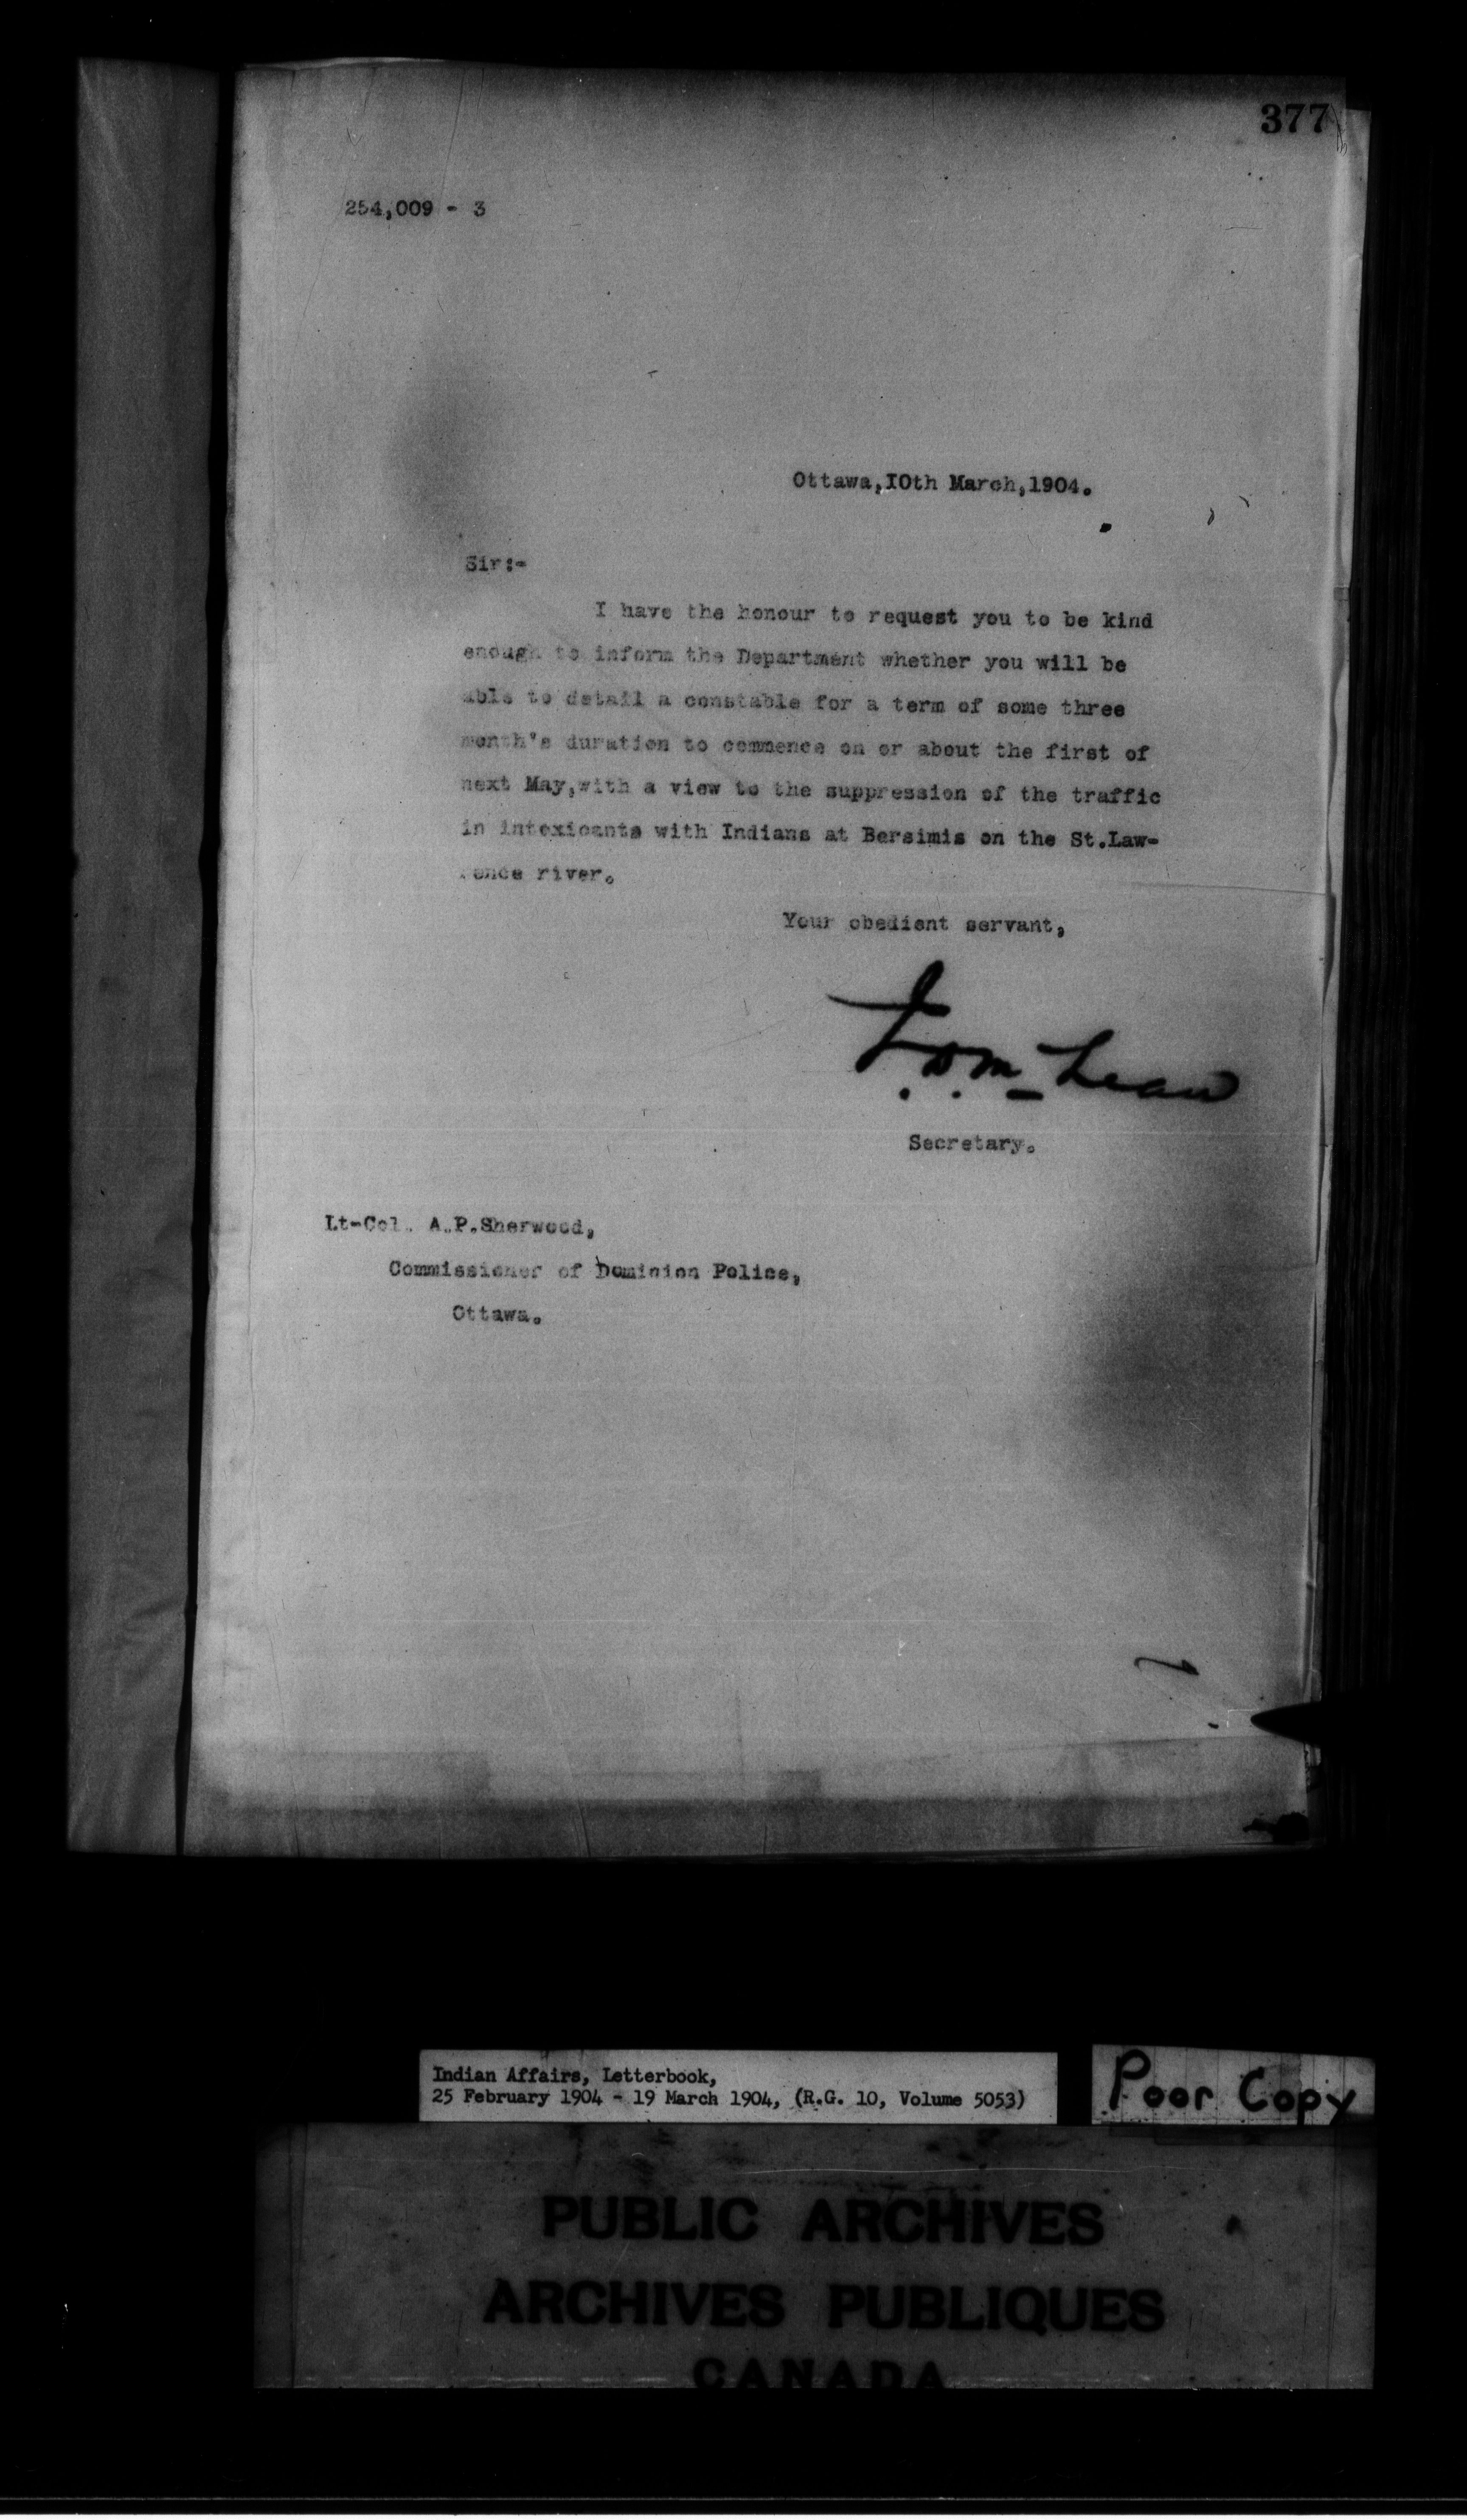 377
254,009 - 3
Ottawa,IOth March,1904.
Sir:-
I have the honour to request you to be kind
enough to inform the Department whether you will be
able to detail a constable for a term of some three
month's duration to commence on or about the first of
next May,with a view to the suppression of the traffic
in intoxicants with Indians at Bersimis on the St.Law-
rence river.
Your obedient servant,
J. D. McLean
Secretary.
Lt-Col. A.P.Sherwood,
Commissioner of Dominion Police,
Ottawa.
Indian Affairs, Letterbook,
25 February 1904 - 19 March 1904, (R.G. 10, Volume 5053)
Poor Copy
PUBLIC ARCHIVES
ARCHIVES PUBLIQUES
CANADA